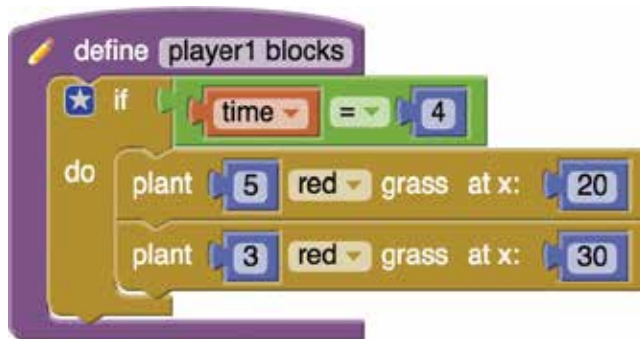 define player1 blocks
if time = 4
do plant 5 red grass at x: 20
plant 3 red grass at x: 30